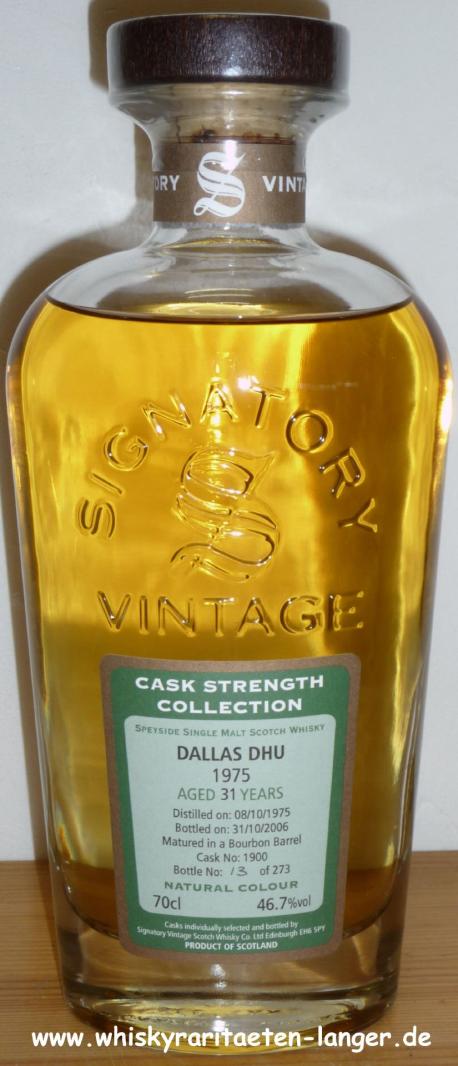 ORY S VINTA
SIGNATORY
S
VINTAGE
CASK STRENGTH
COLLECTION
SPEYSIDE SINGLE MALT SCOTCH WHISKY
DALLAS DHU
1975
AGED 31 YEARS
Distilled on: 08/10/1975
Bottled on: 31/10/2006
Matured in a Bourbon Barrel
Cask No: 1900
Bottle No: 13 of 273
NATURAL COLOUR
70cl 46.7%vol
Casks individually selected and bottled by
Signatory Vintage Scotch Whisky Co. Ltd Edinburgh EH6 5PY
PRODUCT OF SCOTLAND
www.whiskyraritaeten-langer.de